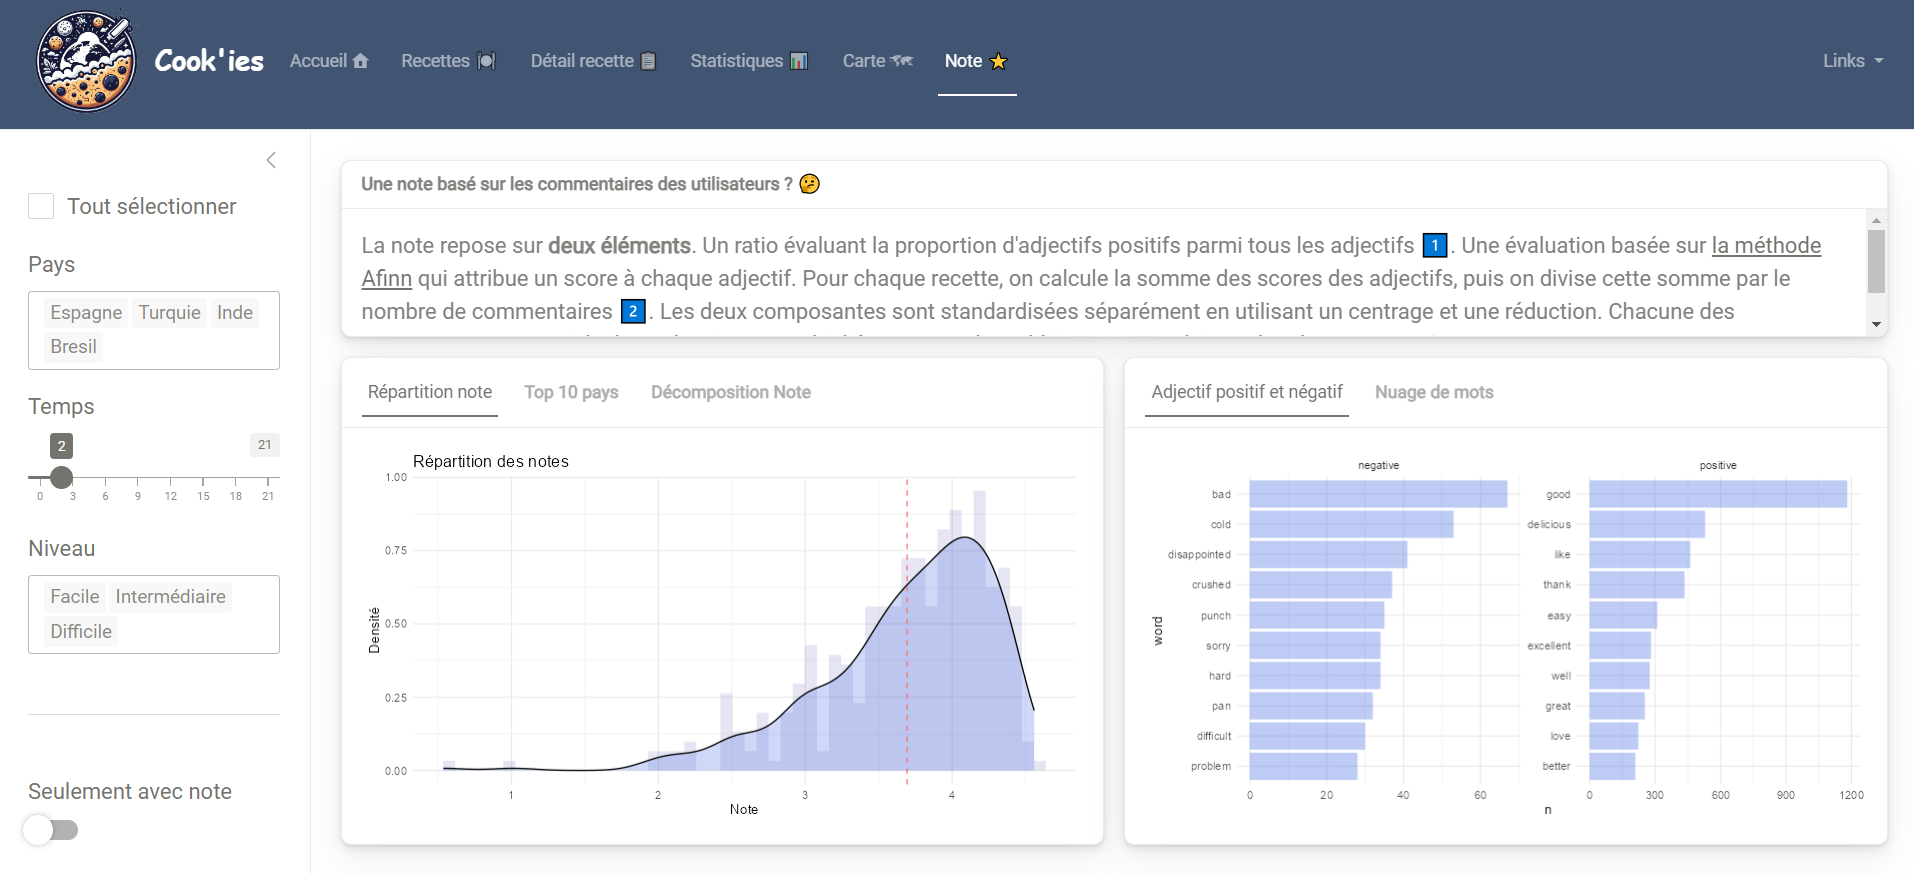 Cook'ies
Accueil
Recettes
Détail recette
Statistiques
Carte
Note
Links
Tout sélectionner
Pays
Espagne Turquie Inde
Bresil
Temps
2
21
0 3 6 9 12 15 18 21
Niveau
Facile Intermédiaire
Difficile
Seulement avec note
Une note basé sur les commentaires des utilisateurs ?
La note repose sur deux éléments. Un ratio évaluant la proportion d'adjectifs positifs parmi tous les adjectifs 1. Une évaluation basée sur la méthode
Afinn qui attribue un score à chaque adjectif. Pour chaque recette, on calcule la somme des scores des adjectifs, puis on divise cette somme par le
nombre de commentaires 2. Les deux composantes sont standardisées séparément en utilisant un centrage et une réduction. Chacune des
Répartition note
Top 10 pays
Décomposition Note
Répartition des notes
1.00
0.75
0.50
0.25
0.00
Densité
1 2 3 4
Note
Adjectif positif et négatif
Nuage de mots
negative
bad
cold
disappointed
crushed
punch
sorry
hard
pan
difficult
problem
0 20 40 60
positive
good
delicious
like
thank
easy
excellent
well
great
love
better
0 300 600 900 1200
word
n